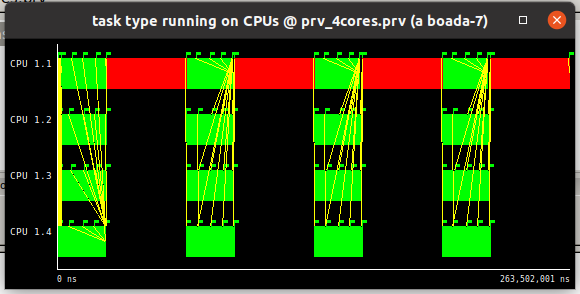 task type running on CPUs @ prv_4cores.prv (a boada-7)
CPU 1.1
CPU 1.2
CPU 1.3
CPU 1.4
0 ns
263,502,001 ns